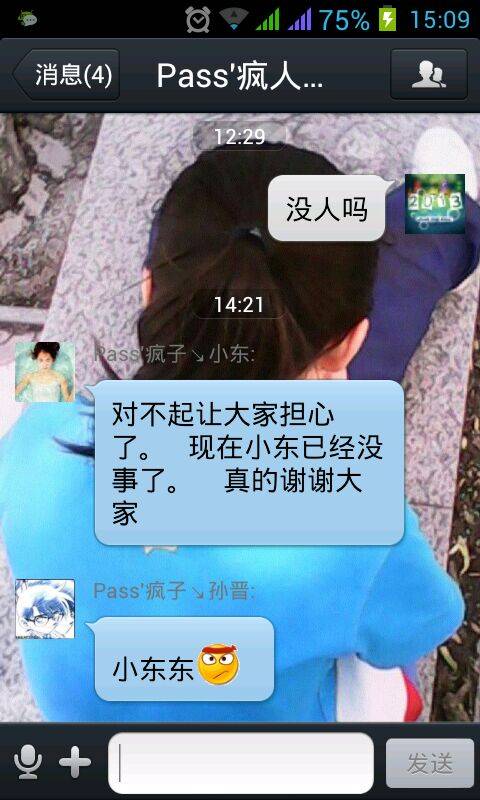 75% 15:09
消息(4) Pass'疯人...
12:29
没人吗
2013
14:21
Pass'疯子↘小东:
对不起让大家担心
了。 现在小东已经没
事了。 真的谢谢大
家
Pass'疯子↘孙晋:
小东东
发送